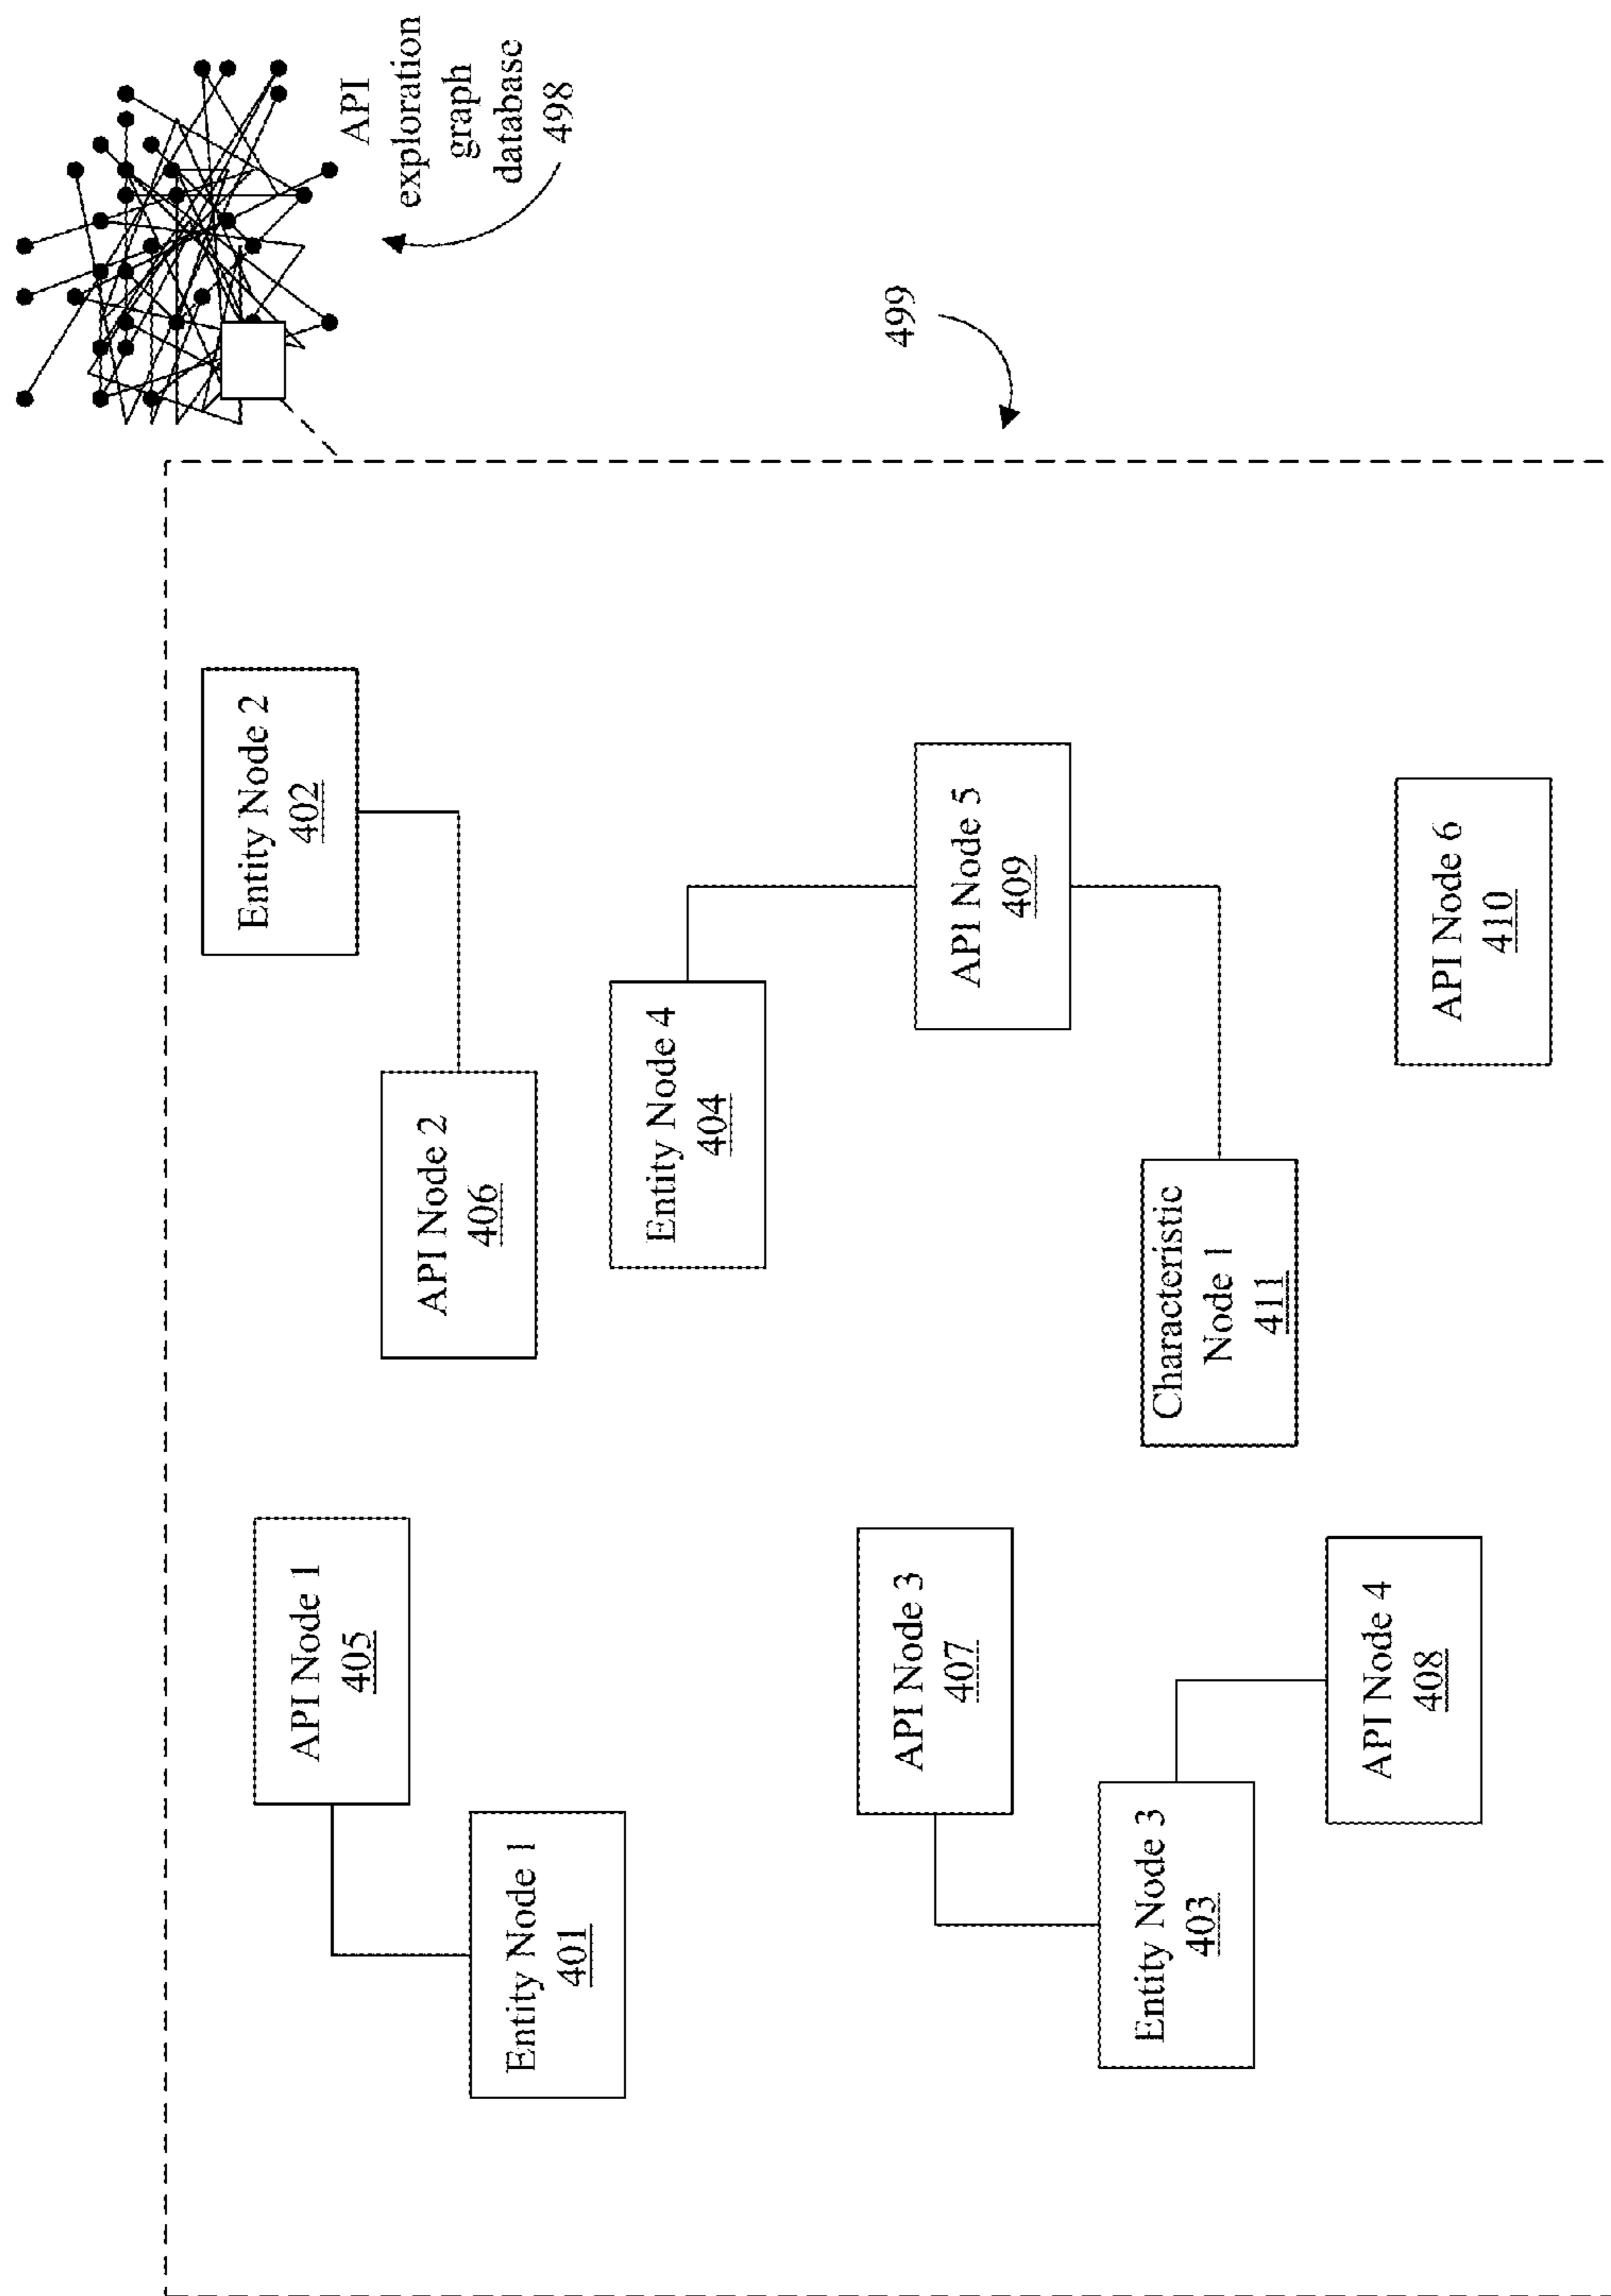 API
exploration
graph
database
498
499
Entity Node 2
402
API Node 2
406
Entity Node 4
404
API Node 5
409
Characteristic
Node 1
411
API Node 6
410
API Node 1
405
Entity Node 1
401
API Node 3
407
Entity Node 3
403
API Node 4
408